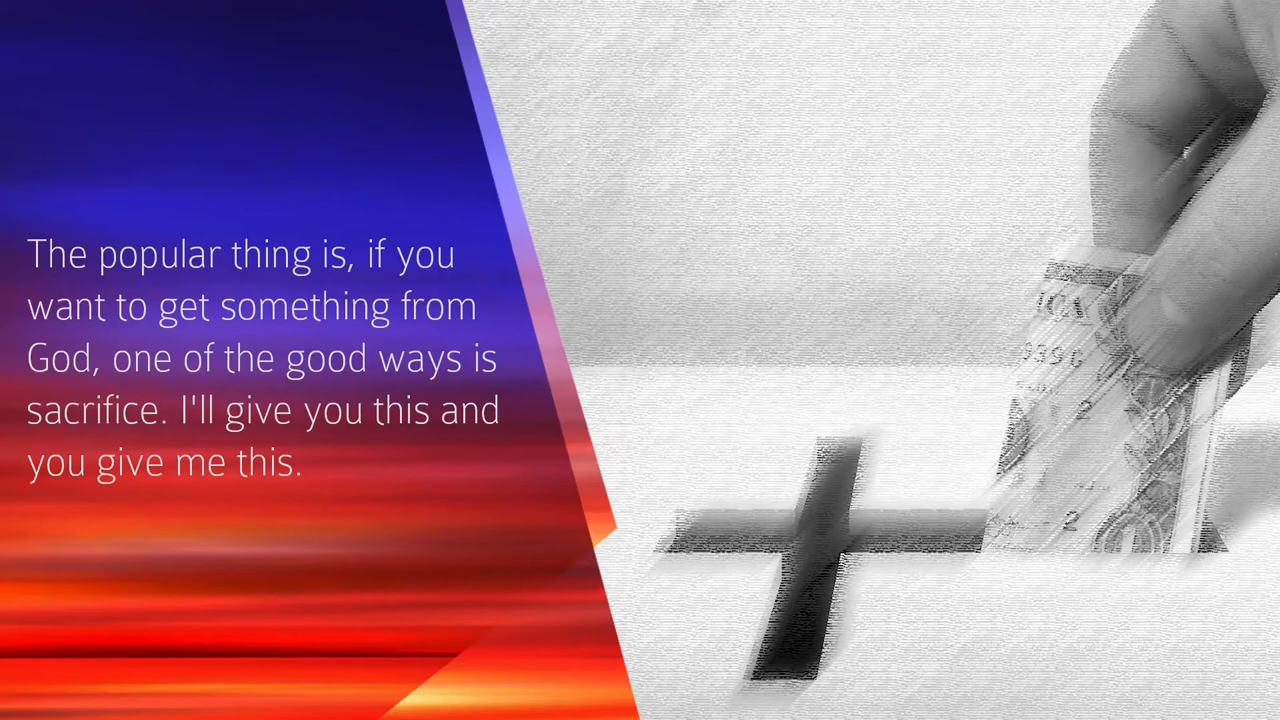 The popular thing is, if you
want to get something from
God, one of the good ways is
sacrifice. I'll give you this and
you give me this.